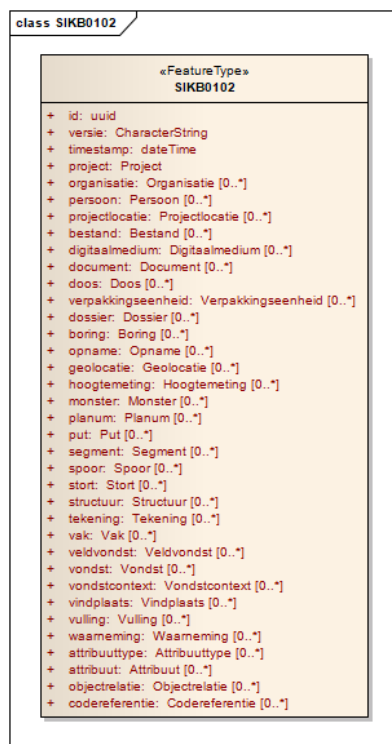 class SIKB0102
«FeatureType»
SIKB0102
+ id: uuid
+ versie: CharacterString
+ timestamp: dateTime
+ project: Project
+ organisatie: Organisatie [0..*]
+ persoon: Persoon [0..*]
+ projectlocatie: Projectlocatie [0..*]
+ bestand: Bestand [0..*]
+ digitaalmedium: Digitaalmedium [0..*]
+ document: Document [0..*]
+ doos: Doos [0..*]
+ verpakkingseenheid: Verpakkingseenheid [0..*]
+ dossier: Dossier [0..*]
+ boring: Boring [0..*]
+ opname: Opname [0..*]
+ geolocatie: Geolocatie [0..*]
+ hoogtemeting: Hoogtemeting [0..*]
+ monster: Monster [0..*]
+ planum: Planum [0..*]
+ put: Put [0..*]
+ segment: Segment [0..*]
+ spoor: Spoor [0..*]
+ stort: Stort [0..*]
+ structuur: Structuur [0..*]
+ tekening: Tekening [0..*]
+ vak: Vak [0..*]
+ veldvondst: Veldvondst [0..*]
+ vondst: Vondst [0..*]
+ vondstcontext: Vondstcontext [0..*]
+ vindplaats: Vindplaats [0..*]
+ vulling: Vulling [0..*]
+ waarneming: Waarneming [0..*]
+ attribuuttype: Attribuuttype [0..*]
+ attribuut: Attribuut [0..*]
+ objectrelatie: Objectrelatie [0..*]
+ codereferentie: Codereferentie [0..*]